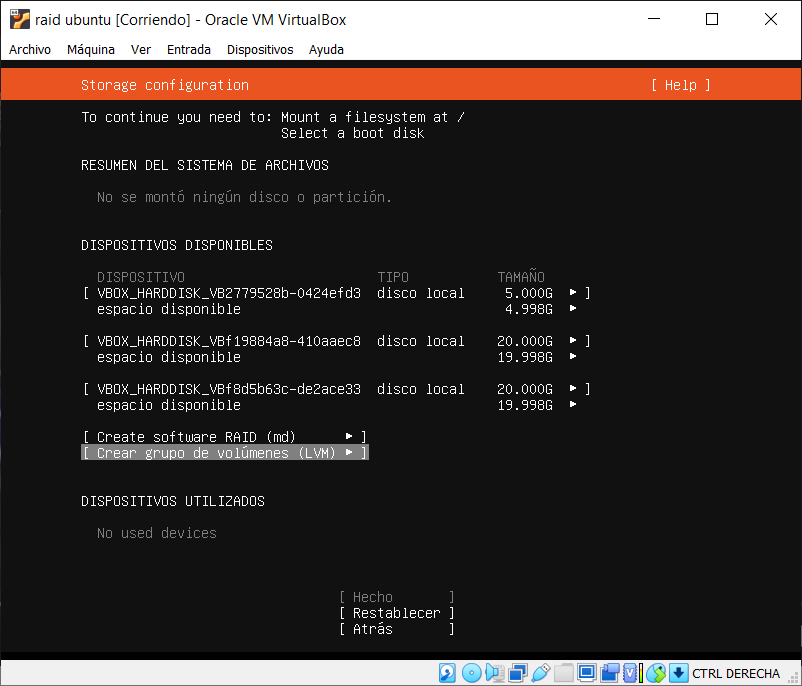 raid ubuntu [Corriendo] - Oracle VM VirtualBox
Archivo Máquina Ver Entrada Dispositivos Ayuda
Storage configuration [ Help ]
To continue you need to: Mount a filesystem at /
Select a boot disk
RESUMEN DEL SISTEMA DE ARCHIVOS
No se montó ningún disco o partición.
DISPOSITIVOS DISPONIBLES
DISPOSITIVO TIPO TAMAÑO
[ VBOX_HARDDISK_VB2779528b-0424efd3 disco local 5.000G ▸ ]
espacio disponible 4.998G ▸
[ VBOX_HARDDISK_VBf19884a8-410aaec8 disco local 20.000G ▸ ]
espacio disponible 19.998G ▸
[ VBOX_HARDDISK_VBf8d5b63c-de2ace33 disco local 20.000G ▸ ]
espacio disponible 19.998G ▸
[ Create software RAID (md) ▸ ]
[ Crear grupo de volúmenes (LVM) ▸ ]
DISPOSITIVOS UTILIZADOS
No used devices
[ Hecho ]
[ Restablecer ]
[ Atrás ]
CTRL DERECHA